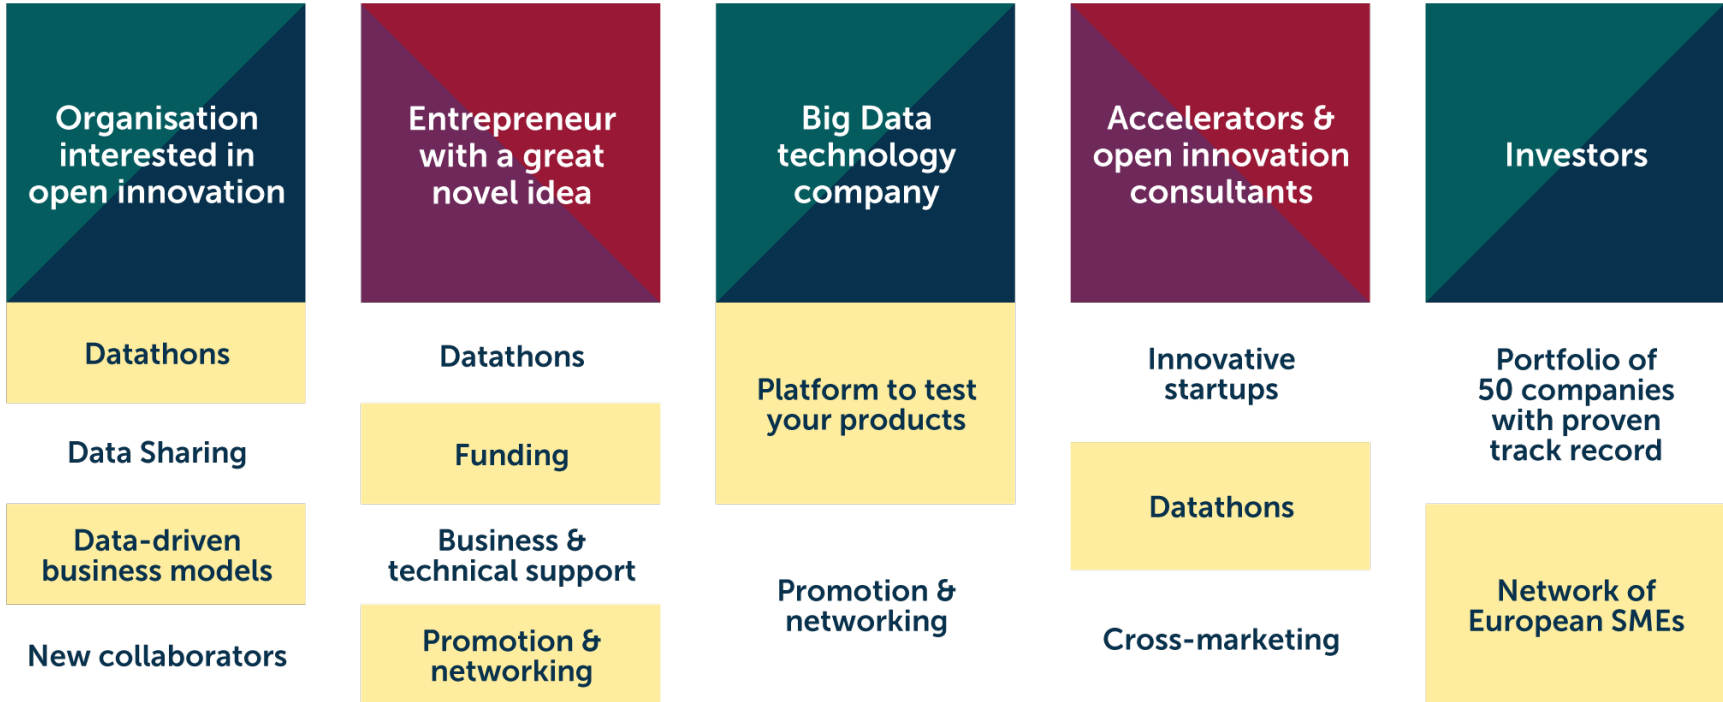 Organisation
interested in
open innovation
Datathons
Data Sharing
Data-driven
business models
New collaborators
Entrepreneur
with a great
novel idea
Datathons
Funding
Business &
technical support
Promotion &
networking
Big Data
technology
company
Platform to test
your products
Promotion &
networking
Accelerators &
open innovation
consultants
Innovative
startups
Datathons
Cross-marketing
Investors
Portfolio of
50 companies
with proven
track record
Network of
European SMEs